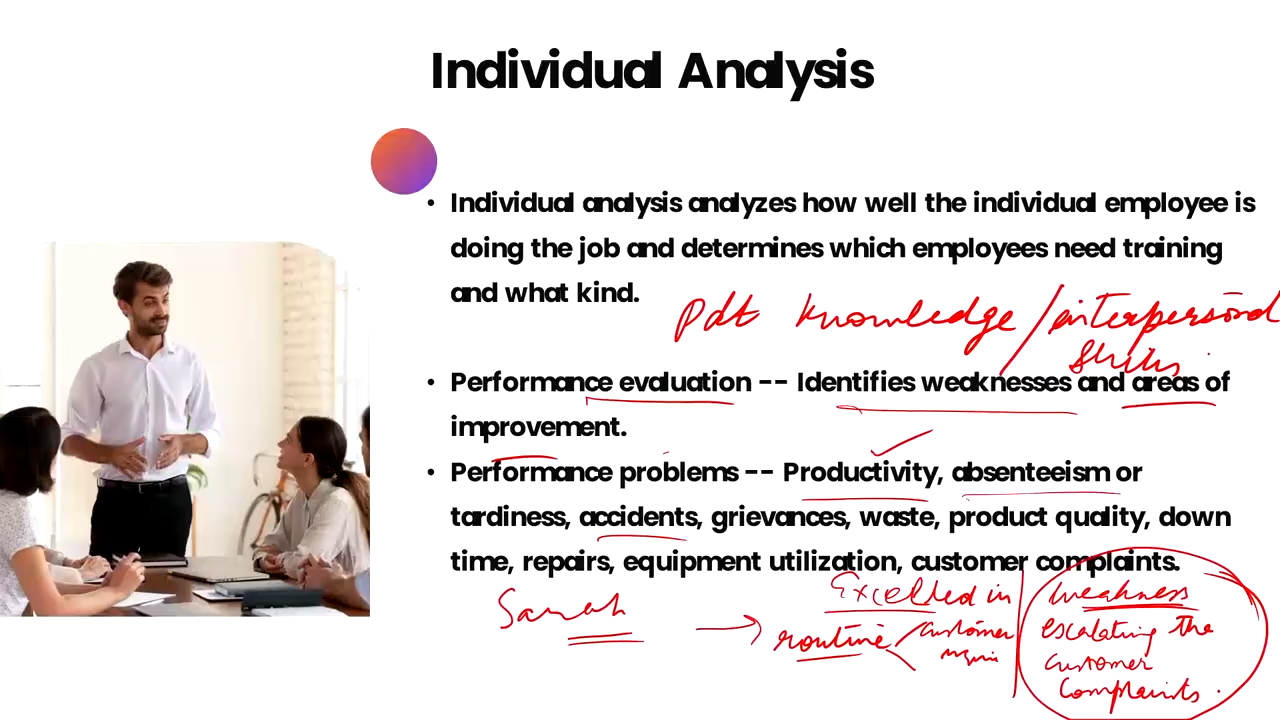 Individual Analysis
• Individual analysis analyzes how well the individual employee is
doing the job and determines which employees need training
and what kind.
Pdt knowledge / interpersonal
skills
• Performance evaluation -- Identifies weaknesses and areas of
improvement.
• Performance problems -- Productivity, absenteeism or
tardiness, accidents, grievances, waste, product quality, down
time, repairs, equipment utilization, customer complaints.
Sarah
Excelled in
routine / customer
weakness
escalating the
customer
complaints.